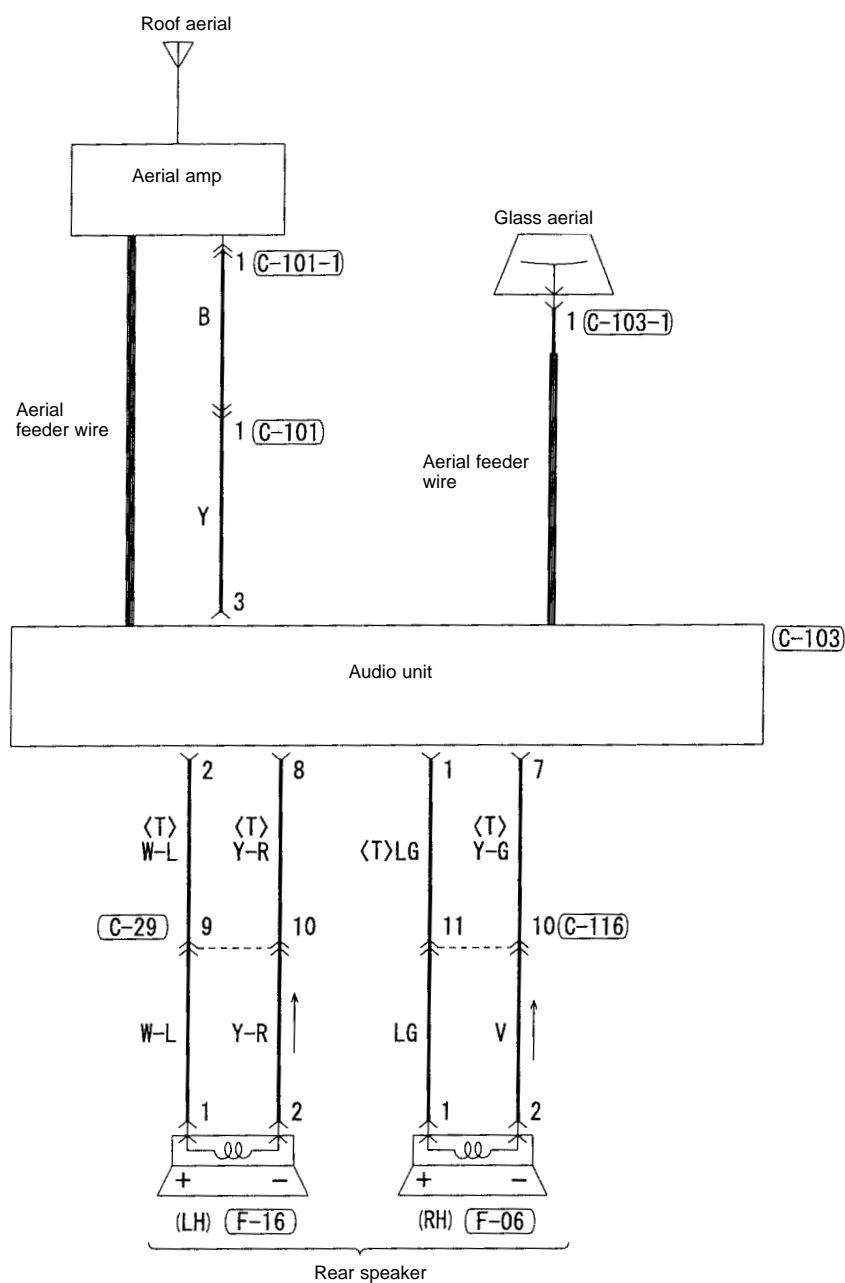 Roof aerial
Aerial amp
Glass aerial
1 C-101-1
1 C-103-1
B
Aerial
feeder wire
1 C-101
Aerial feeder
wire
Y
3
C-103
Audio unit
2 8 1 7
〈T〉 〈T〉 〈T〉
W-L Y-R 〈T〉LG Y-G
C-29 9 10 11 10 C-116
W-L Y-R LG V
1 2 1 2
+ - + -
(LH) F-16 (RH) F-06
Rear speaker